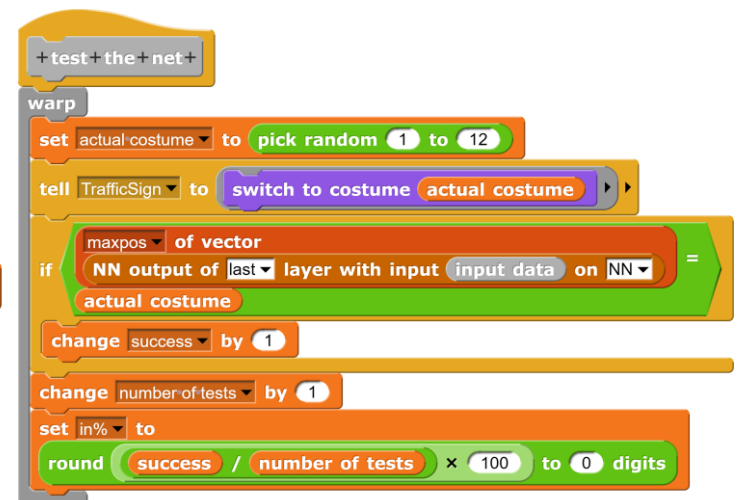 +test+the+net+
warp
set actual costume to pick random 1 to 12
tell TrafficSign to switch to costume actual costume
maxpos of vector
if NN output of last layer with input input data on NN =
actual costume
change success by 1
change number of tests by 1
set in% to
round success / number of tests × 100 to 0 digits